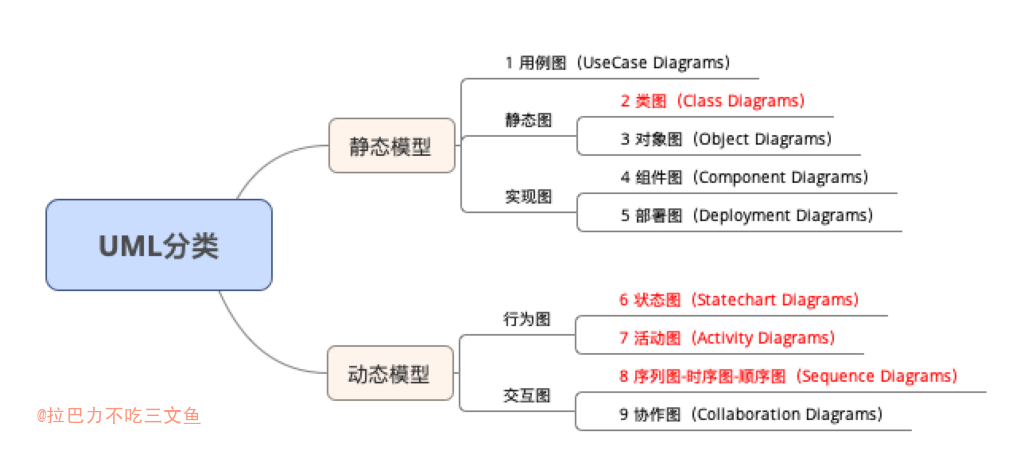 UML分类
静态模型
1 用例图（UseCase Diagrams）
静态图
2 类图（Class Diagrams）
3 对象图（Object Diagrams）
实现图
4 组件图（Component Diagrams）
5 部署图（Deployment Diagrams）
动态模型
行为图
6 状态图（Statechart Diagrams）
7 活动图（Activity Diagrams）
交互图
8 序列图-时序图-顺序图（Sequence Diagrams）
9 协作图（Collaboration Diagrams）
@拉巴力不吃三文鱼